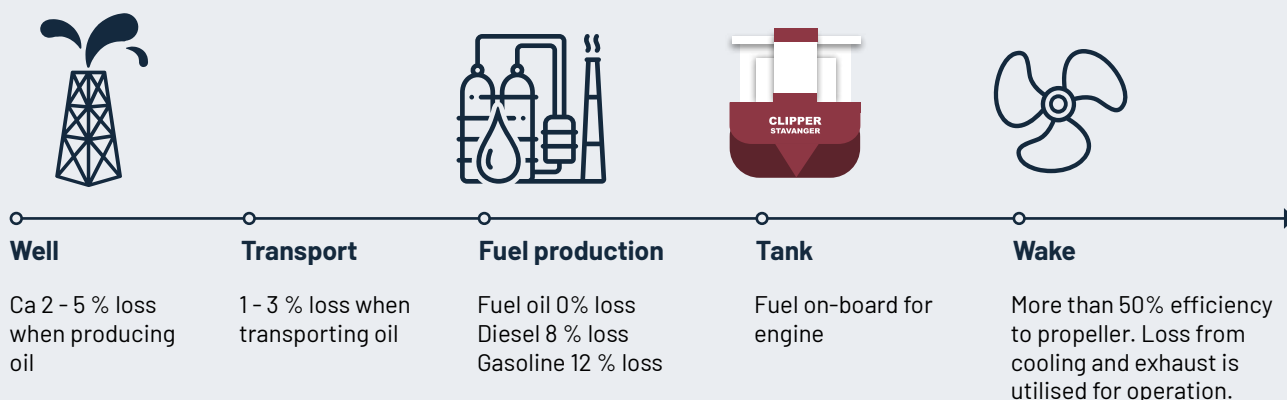 CLIPPER
STAVANGER
Well
Ca 2 - 5 % loss
when producing
oil
Transport
1 - 3 % loss when
transporting oil
Fuel production
Fuel oil 0% loss
Diesel 8 % loss
Gasoline 12 % loss
Tank
Fuel on-board for
engine
Wake
More than 50% efficiency
to propeller. Loss from
cooling and exhaust is
utilised for operation.